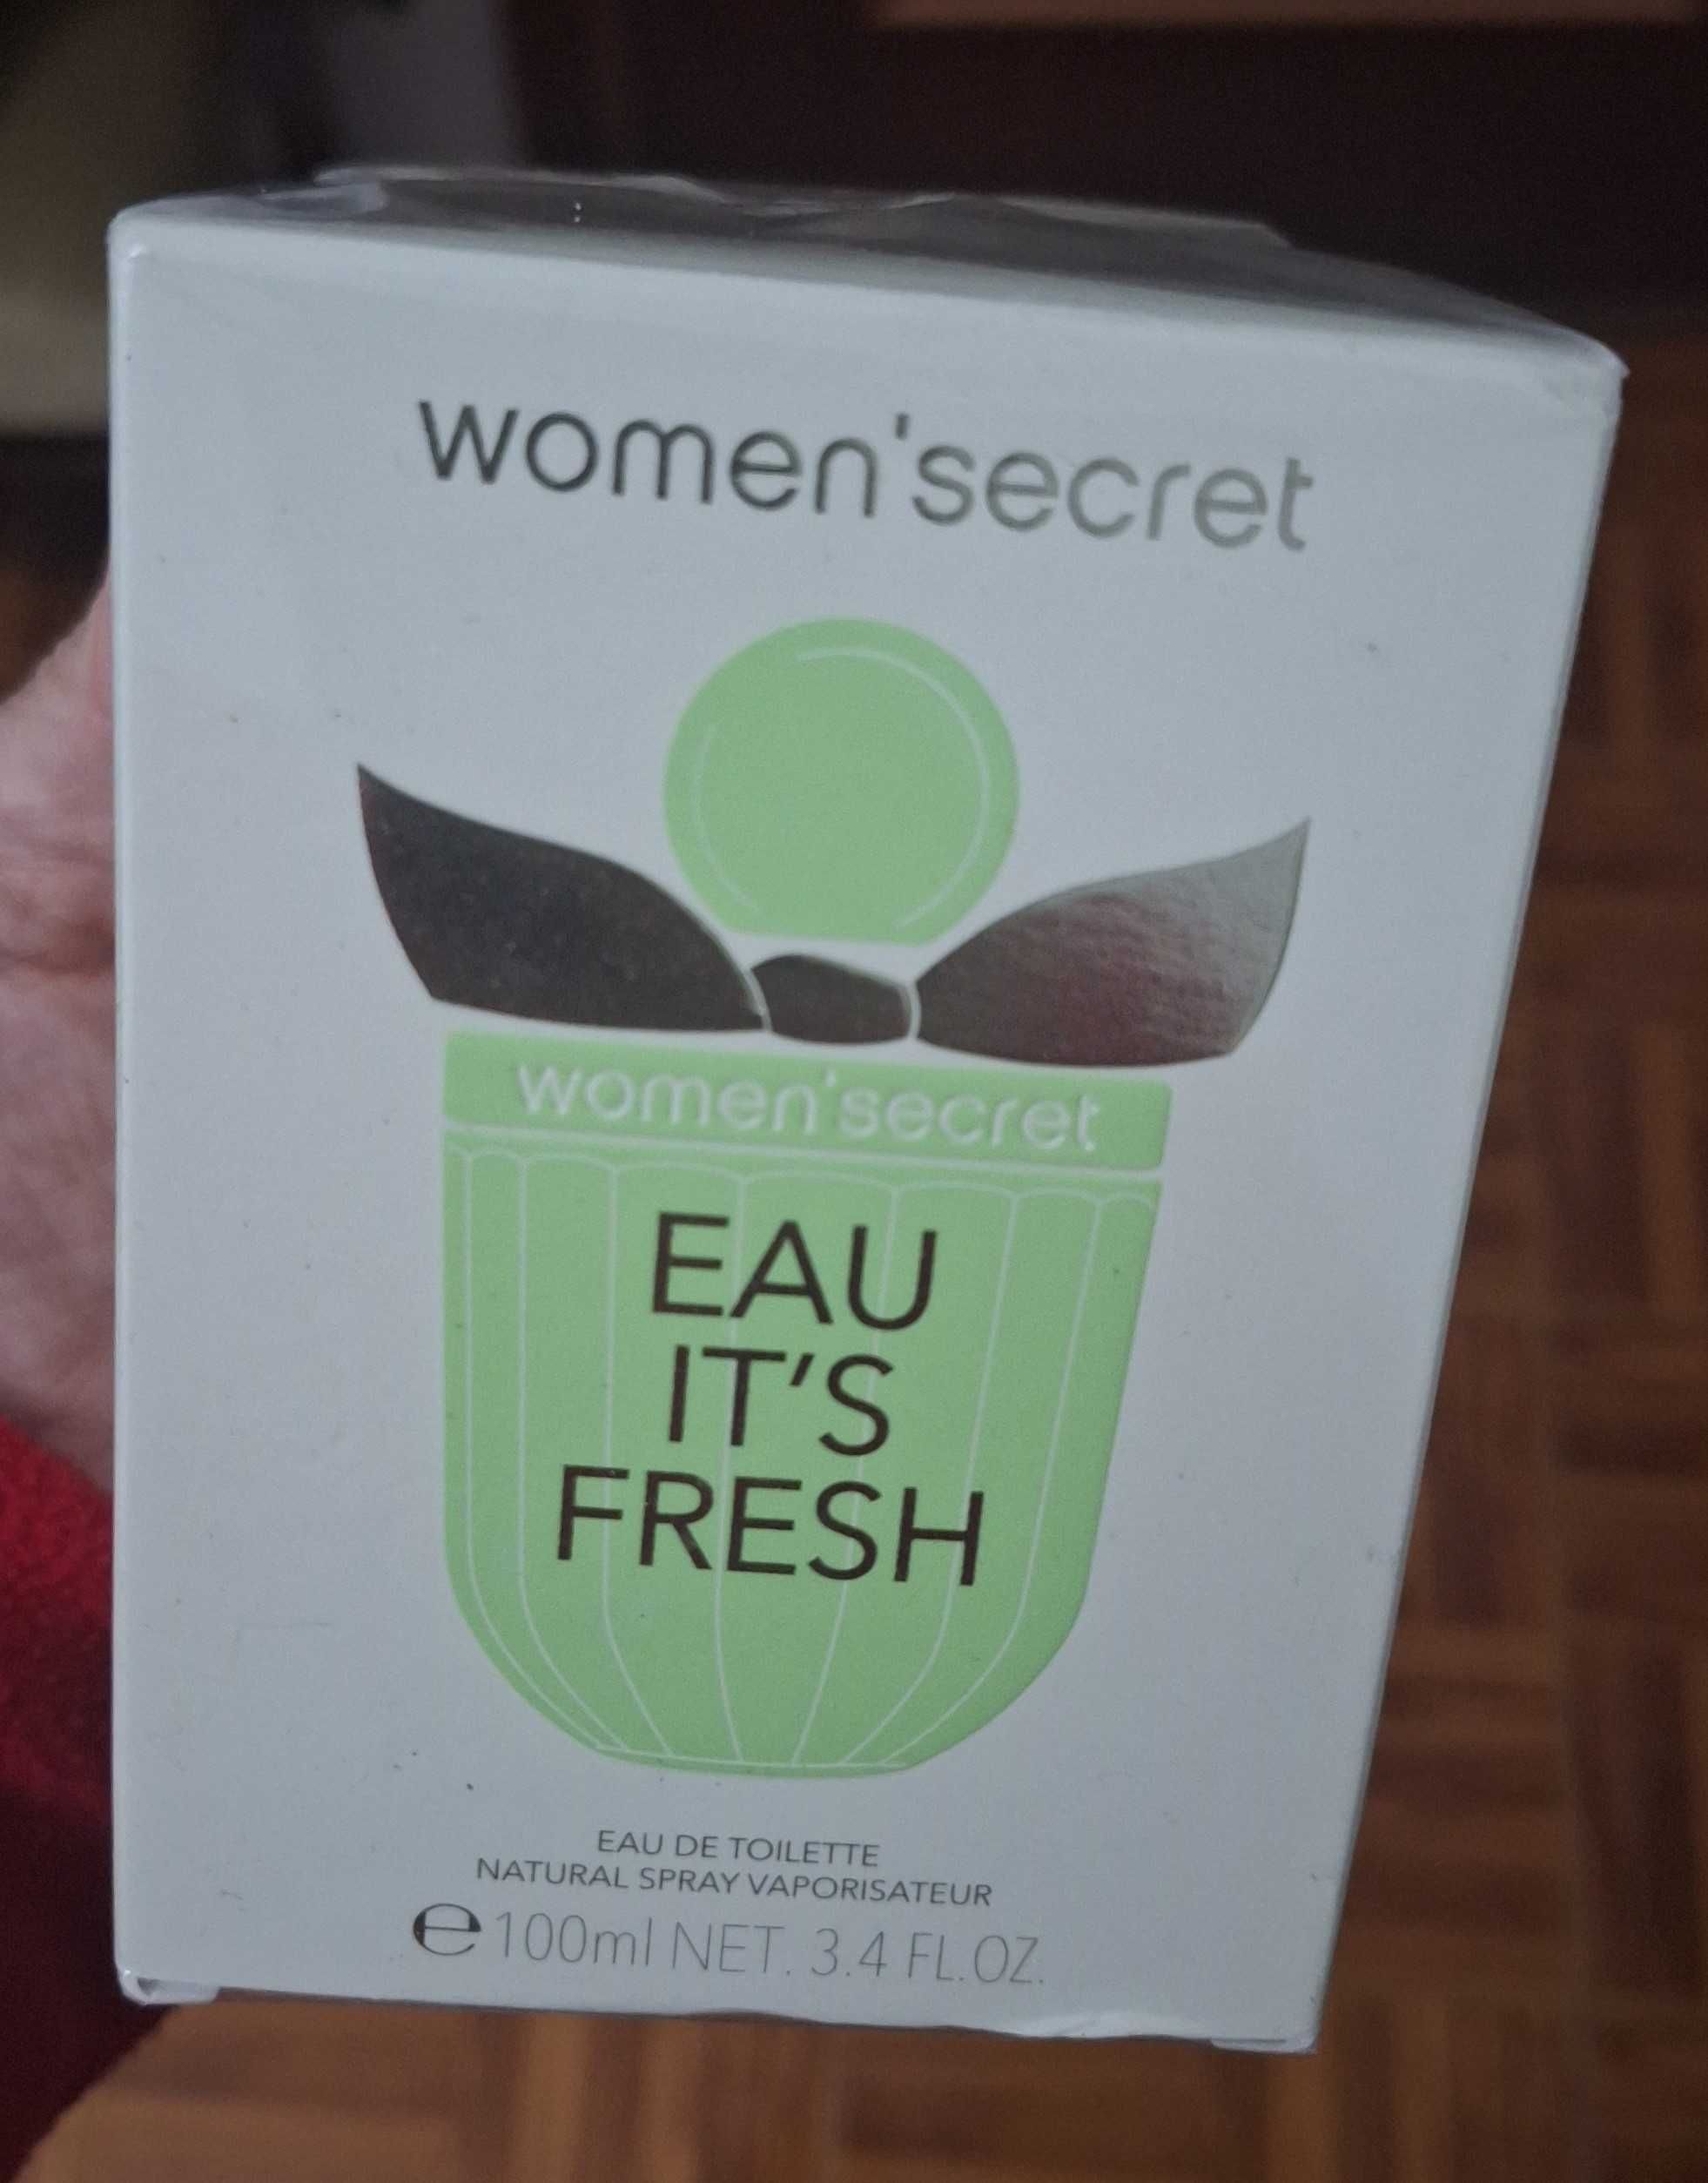 women'secret
women'secret
EAU
IT'S
FRESH
EAU DE TOILETTE
NATURAL SPRAY VAPORISATEUR
e 100ml NET. 3.4 FL.OZ.